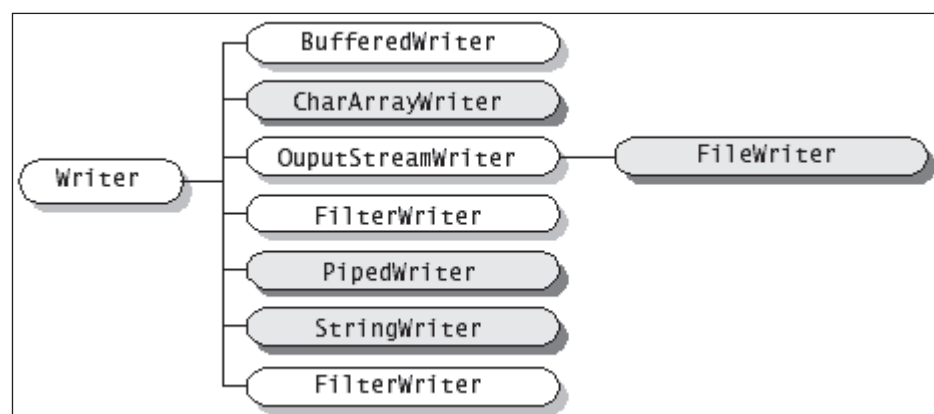 BufferedWriter
CharArrayWriter
OuputStreamWriter
FileWriter
Writer
FilterWriter
PipedWriter
StringWriter
FilterWriter